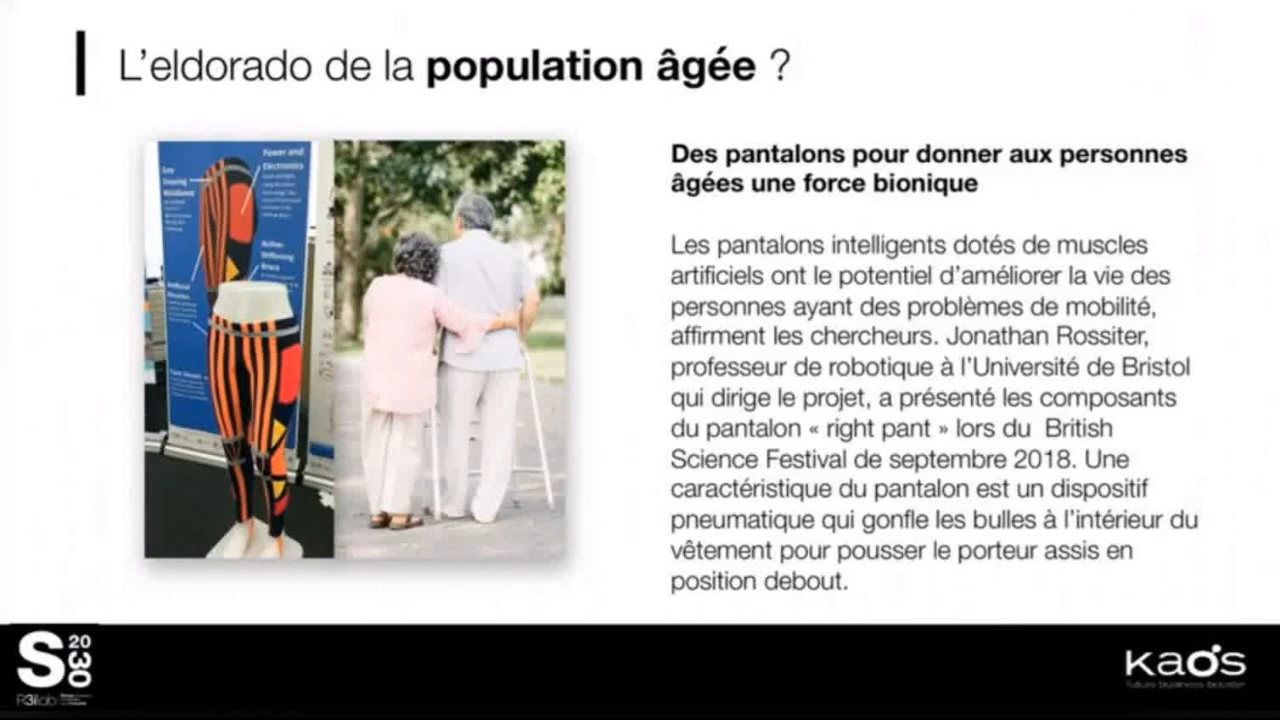 L'eldorado de la population âgée ?
Power and
Electronics
Active-
Stiffening
Brace
Artificial
Muscles
Des pantalons pour donner aux personnes
âgées une force bionique
Les pantalons intelligents dotés de muscles
artificiels ont le potentiel d'améliorer la vie des
personnes ayant des problèmes de mobilité,
affirment les chercheurs. Jonathan Rossiter,
professeur de robotique à l'Université de Bristol
qui dirige le projet, a présenté les composants
du pantalon « right pant » lors du British
Science Festival de septembre 2018. Une
caractéristique du pantalon est un dispositif
pneumatique qui gonfle les bulles à l'intérieur du
vêtement pour pousser le porteur assis en
position debout.
S 2030
R3iLab
kaos
future business booster